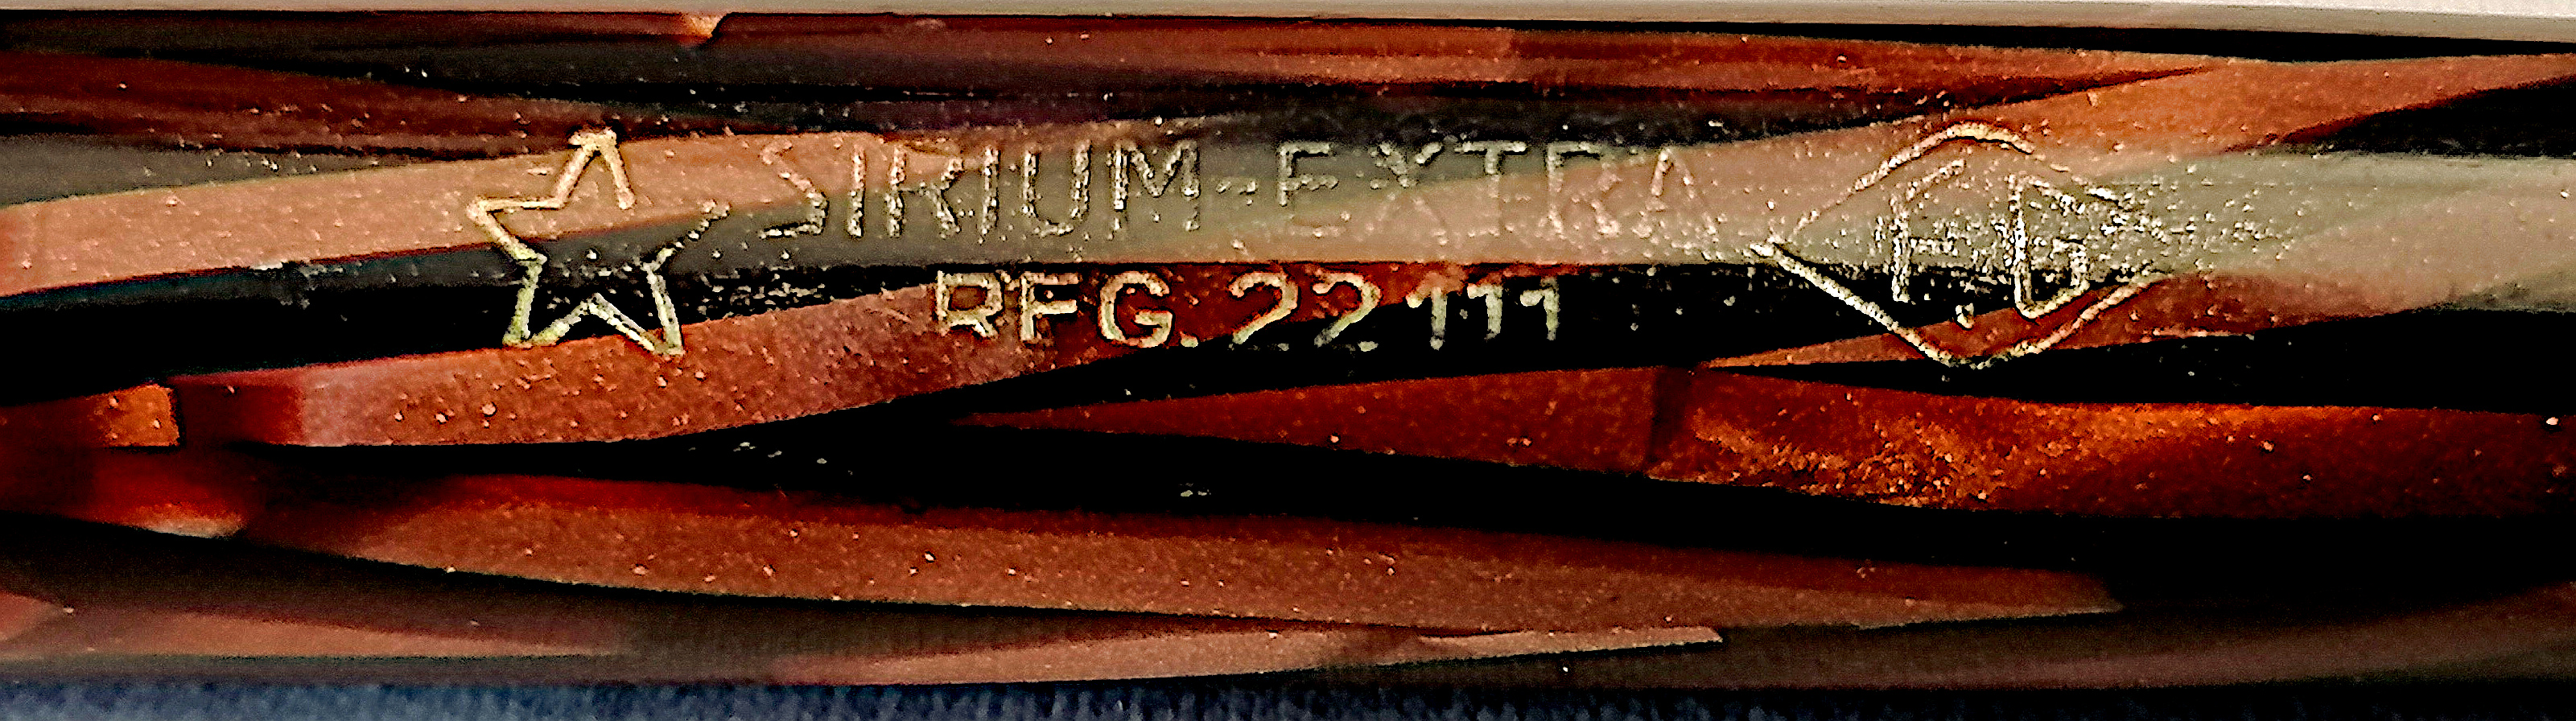 SIRIUM-EXTRA
RFG. 22111